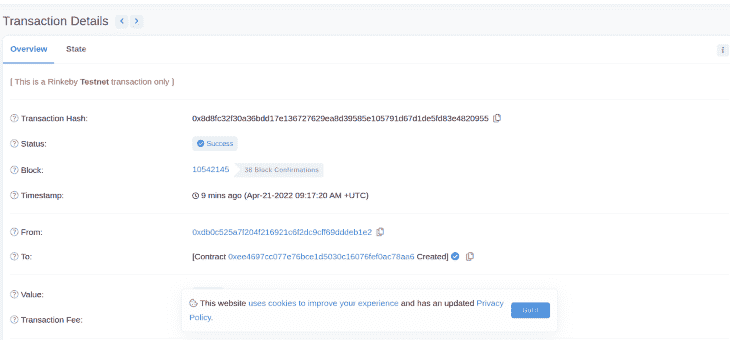 Transaction Details
Overview State
[ This is a Rinkeby Testnet transaction only ]
Transaction Hash: 0x8d8fc32f30a36bdd17e136727629ea8d39585e105791d67d1de5fd83e4820955
Status: Success
Block: 10542145 38 Block Confirmations
Timestamp: 9 mins ago (Apr-21-2022 09:17:20 AM +UTC)
From: 0xdb0c525a7f204f216921c6f2dc9cff69dddeb1e2
To: [Contract 0xee4697cc077e76bce1d5030c16076fef0ac78aa6 Created]
Value:
This website uses cookies to improve your experience and has an updated Privacy
Policy.
Got it
Transaction Fee: